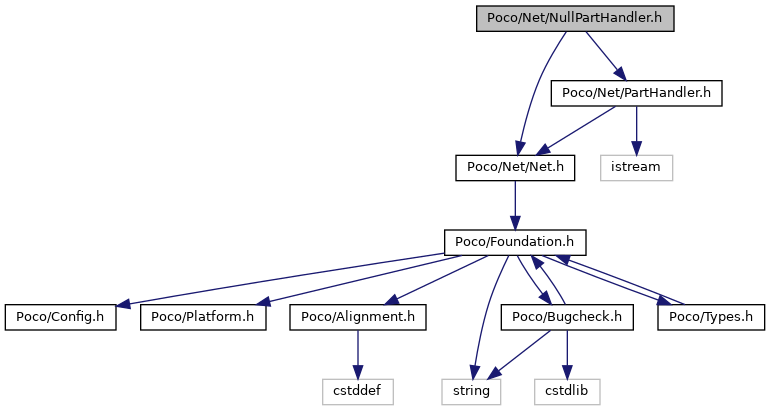 Poco/Net/NullPartHandler.h
Poco/Net/PartHandler.h
Poco/Net/Net.h
istream
Poco/Foundation.h
Poco/Config.h
Poco/Platform.h
Poco/Alignment.h
Poco/Bugcheck.h
Poco/Types.h
cstddef
string
cstdlib